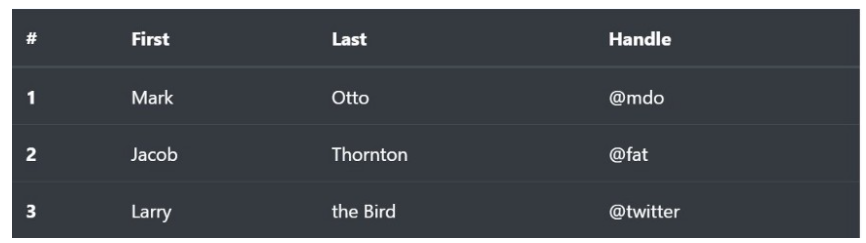 # First Last Handle
1 Mark Otto @mdo
2 Jacob Thornton @fat
3 Larry the Bird @twitter